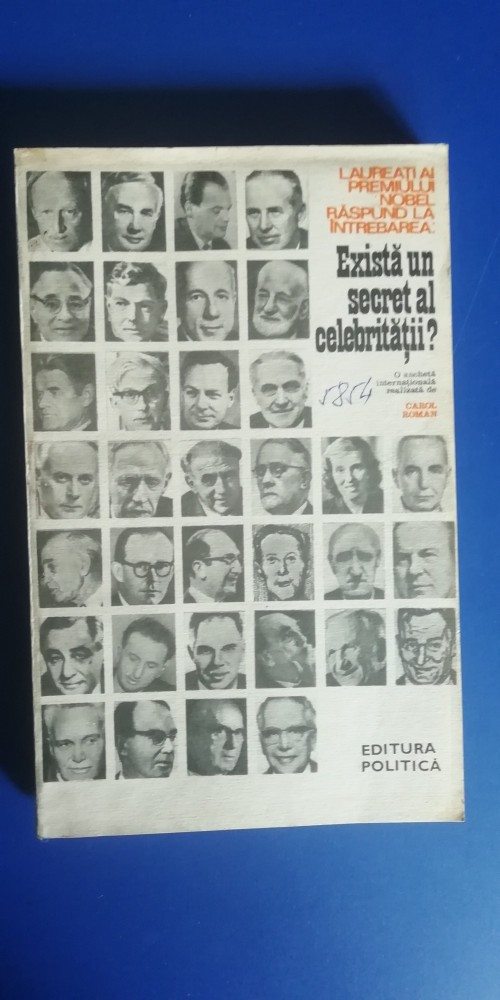 LAUREAȚI AI
PREMIULUI
NOBEL
RĂSPUND LA
ÎNTREBAREA:
Există un
secret al
celebrității?
O anchetă
internațională
realizată de
CAROL
ROMAN
5854
EDITURA
POLITICĂ